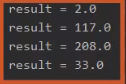 result = 2.0
result = 117.0
result = 208.0
result = 33.0